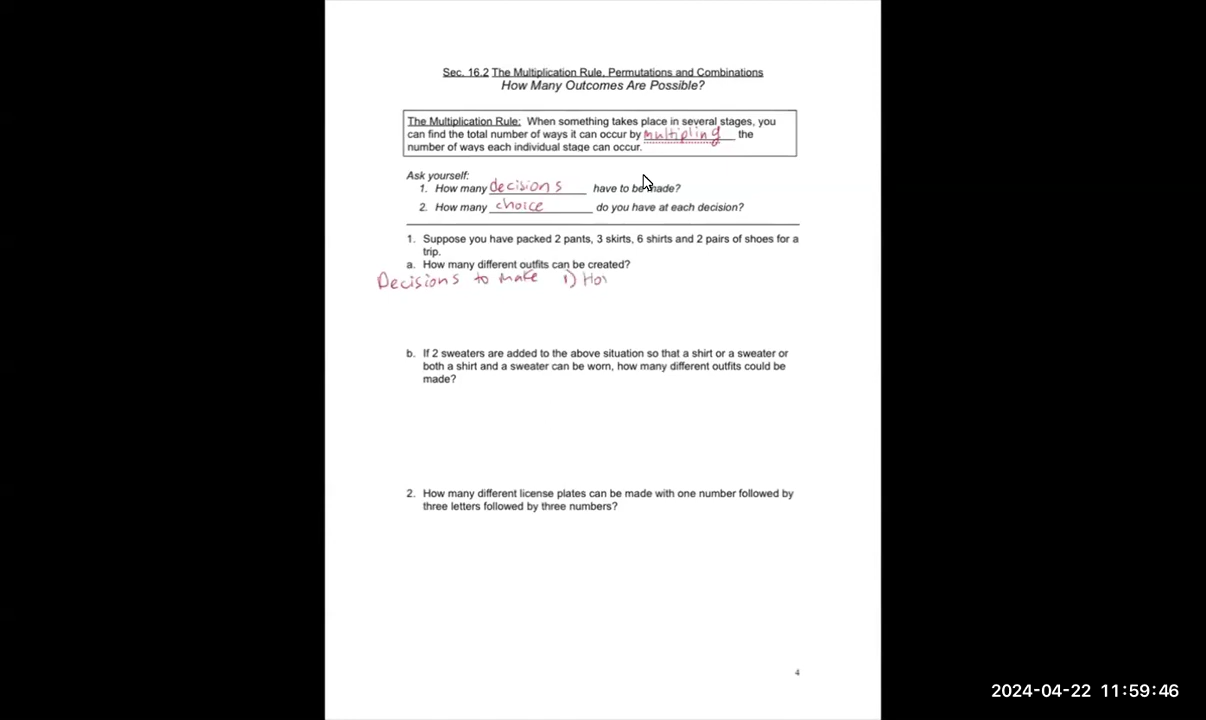 Sec. 16.2 The Multiplication Rule, Permutations and Combinations
How Many Outcomes Are Possible?
The Multiplication Rule: When something takes place in several stages, you
can find the total number of ways it can occur by multipling the
number of ways each individual stage can occur.
Ask yourself:
1. How many decisions have to be made?
2. How many choice do you have at each decision?
1. Suppose you have packed 2 pants, 3 skirts, 6 shirts and 2 pairs of shoes for a
trip.
a. How many different outfits can be created?
Decisions to make 1) How
b. If 2 sweaters are added to the above situation so that a shirt or a sweater or
both a shirt and a sweater can be worn, how many different outfits could be
made?
2. How many different license plates can be made with one number followed by
three letters followed by three numbers?
4
2024-04-22 11:59:46